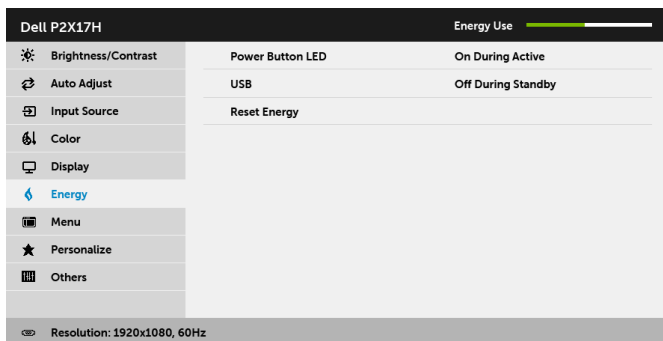 Dell P2X17H Energy Use
Brightness/Contrast Power Button LED On During Active
Auto Adjust USB Off During Standby
Input Source Reset Energy
Color
Display
Energy
Menu
Personalize
Others
Resolution: 1920x1080, 60Hz